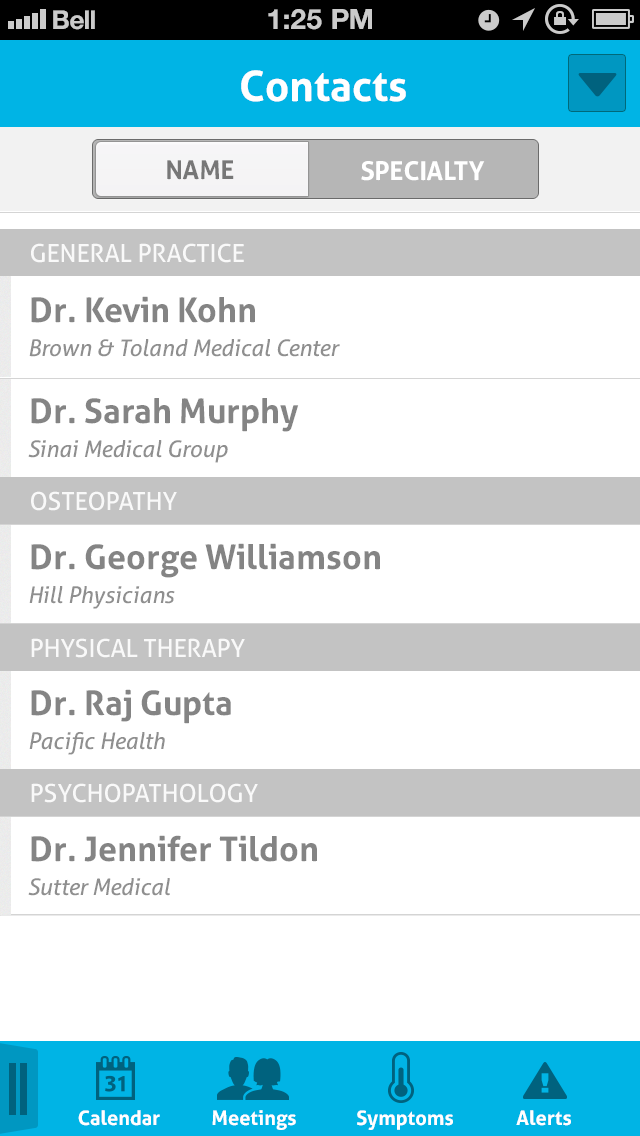 Bell 1:25 PM
Contacts
NAME SPECIALTY
GENERAL PRACTICE
Dr. Kevin Kohn
Brown & Toland Medical Center
Dr. Sarah Murphy
Sinai Medical Group
OSTEOPATHY
Dr. George Williamson
Hill Physicians
PHYSICAL THERAPY
Dr. Raj Gupta
Pacific Health
PSYCHOPATHOLOGY
Dr. Jennifer Tildon
Sutter Medical
31
Calendar Meetings Symptoms Alerts